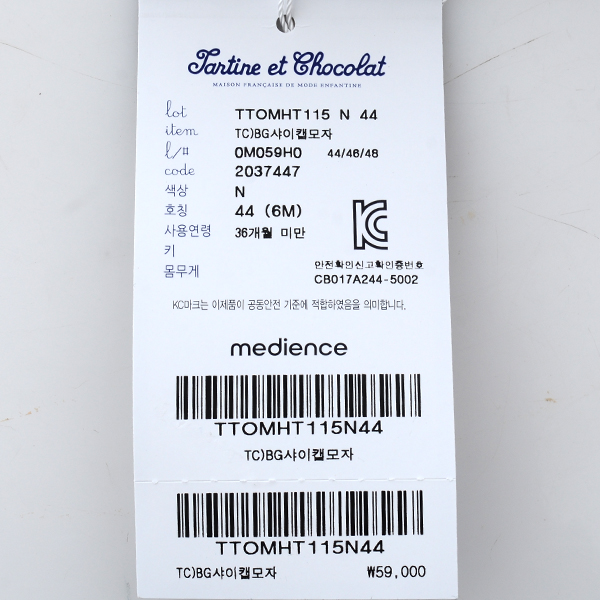 Tartine et Chocolat
MAISON FRANÇAISE DE MODE ENFANTINE
lot TTOMHT115 N 44
item TC)BG샤이캡모자
l/# 0M059H0 44/46/48
code 2037447
색상 N
호칭 44 (6M)
사용연령 36개월 미만
키
몸무게
안전확인신고확인증번호
CB017A244-5002
KC마크는 이제품이 공통안전 기준에 적합하였음을 의미합니다.
medience
TTOMHT115N44
TC)BG샤이캡모자
TTOMHT115N44
TC)BG샤이캡모자 ₩59,000